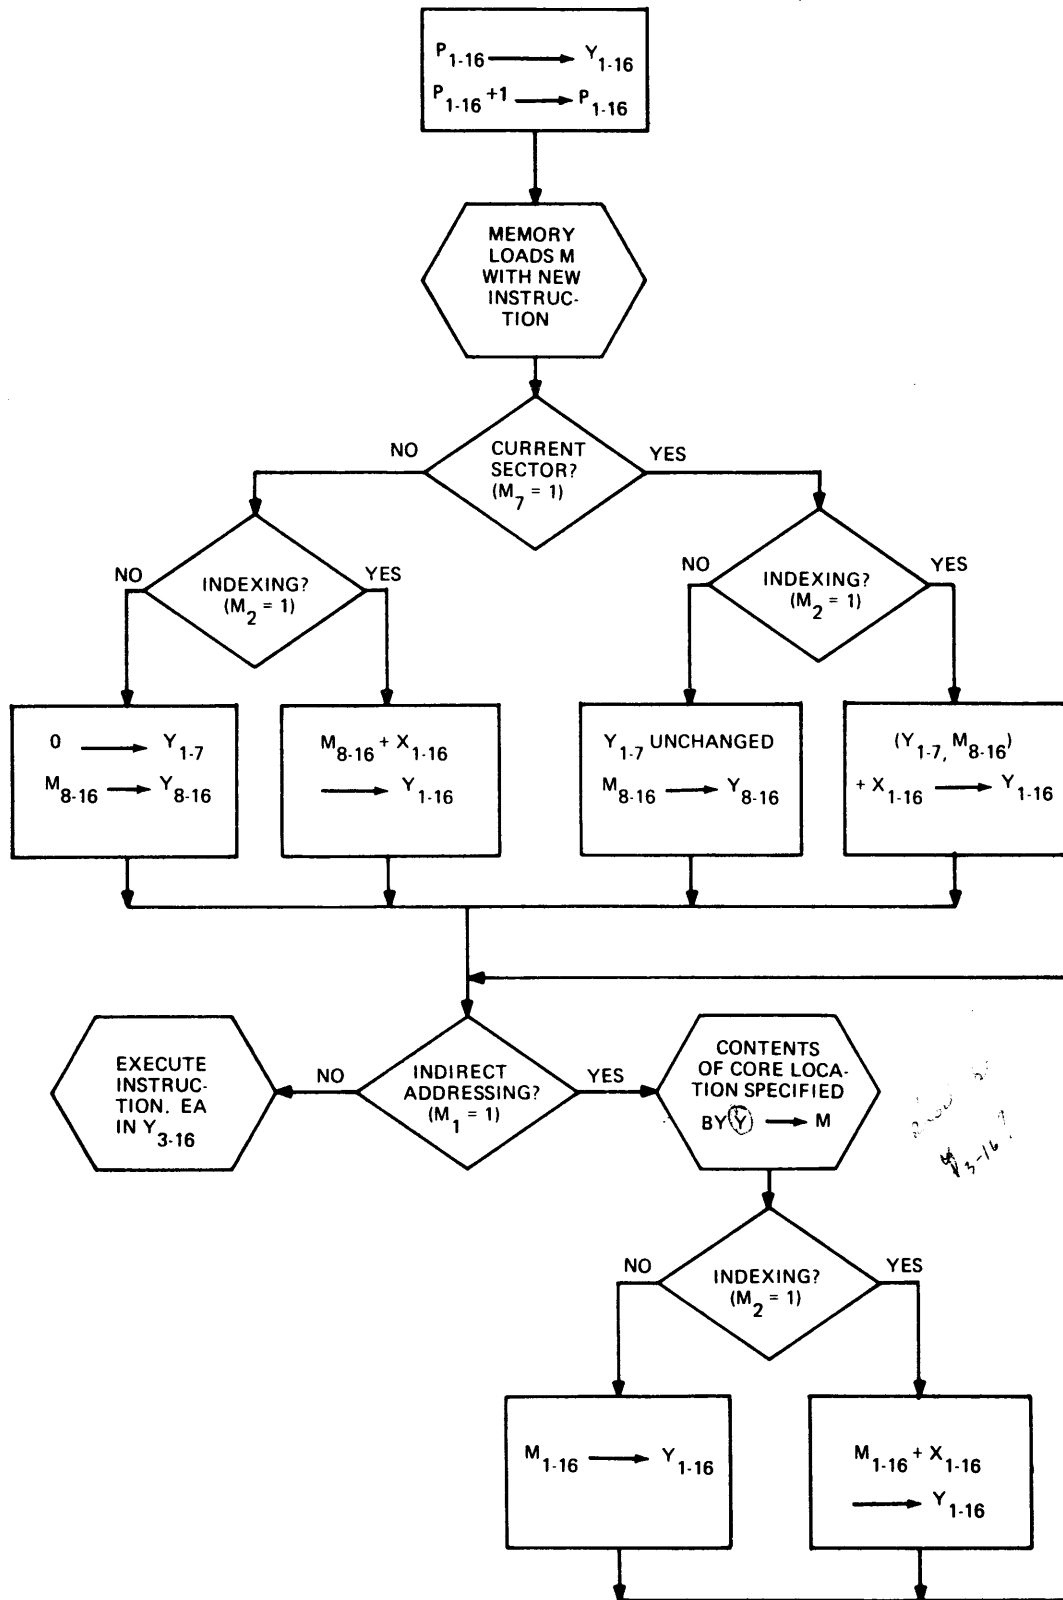 P1-16 → Y1-16
P1-16 +1 → P1-16
MEMORY
LOADS M
WITH NEW
INSTRUC-
TION
CURRENT
SECTOR?
(M7 = 1)
NO
YES
INDEXING?
(M2 = 1)
NO
YES
INDEXING?
(M2 = 1)
NO
YES
0 → Y1-7
M8-16 → Y8-16
M8-16 + X1-16
→ Y1-16
Y1-7 UNCHANGED
M8-16 → Y8-16
(Y1-7, M8-16)
+ X1-16 → Y1-16
EXECUTE
INSTRUC-
TION. EA
IN Y3-16
NO
INDIRECT
ADDRESSING?
(M1 = 1)
YES
CONTENTS
OF CORE LOCA-
TION SPECIFIED
BY Y → M
3-16?
INDEXING?
(M2 = 1)
NO
YES
M1-16 → Y1-16
M1-16 + X1-16
→ Y1-16